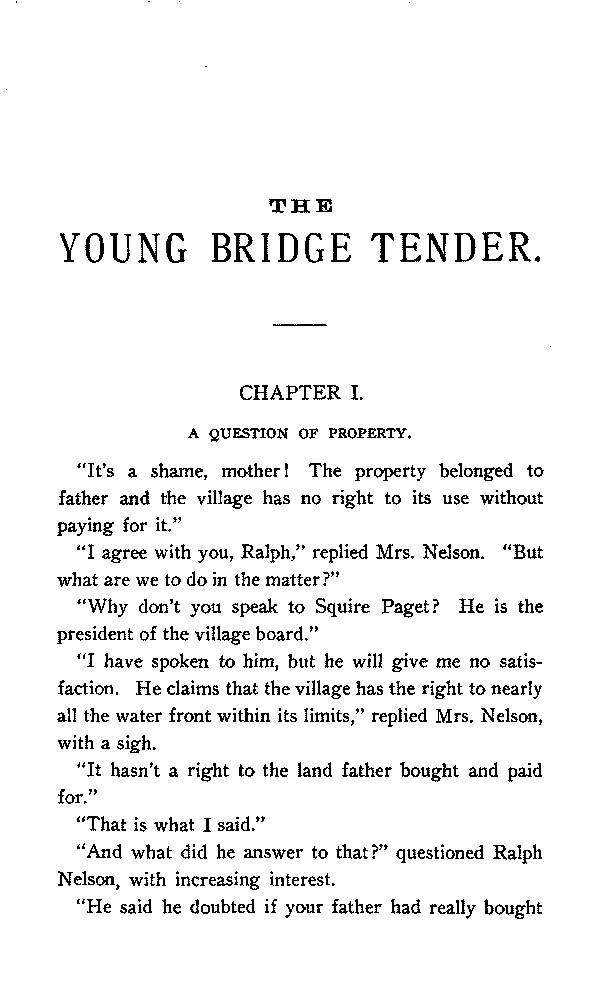 THE
YOUNG BRIDGE TENDER.
CHAPTER I.
A QUESTION OF PROPERTY.
“It’s a shame, mother! The property belonged to
father and the village has no right to its use without
paying for it.”
“I agree with you, Ralph,” replied Mrs. Nelson. “But
what are we to do in the matter?”
“Why don’t you speak to Squire Paget? He is the
president of the village board.”
“I have spoken to him, but he will give me no satis-
faction. He claims that the village has the right to nearly
all the water front within its limits,” replied Mrs. Nelson,
with a sigh.
“It hasn’t a right to the land father bought and paid
for.”
“That is what I said.”
“And what did he answer to that?” questioned Ralph
Nelson, with increasing interest.
“He said he doubted if your father had really bought